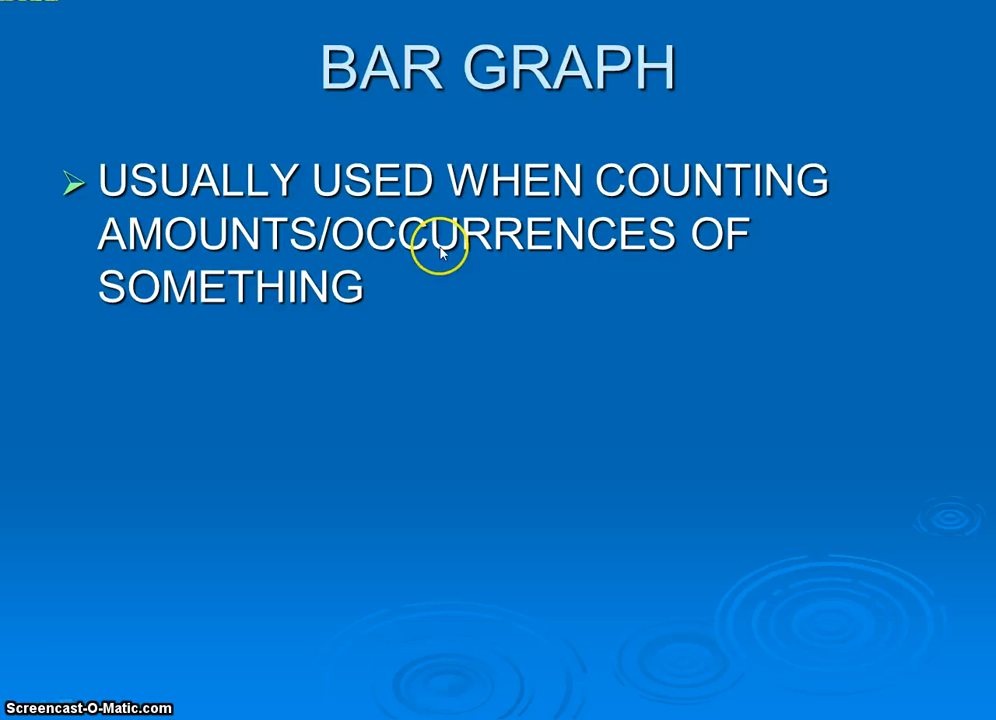 BAR GRAPH
USUALLY USED WHEN COUNTING
AMOUNTS/OCCURRENCES OF
SOMETHING
Screencast-O-Matic.com